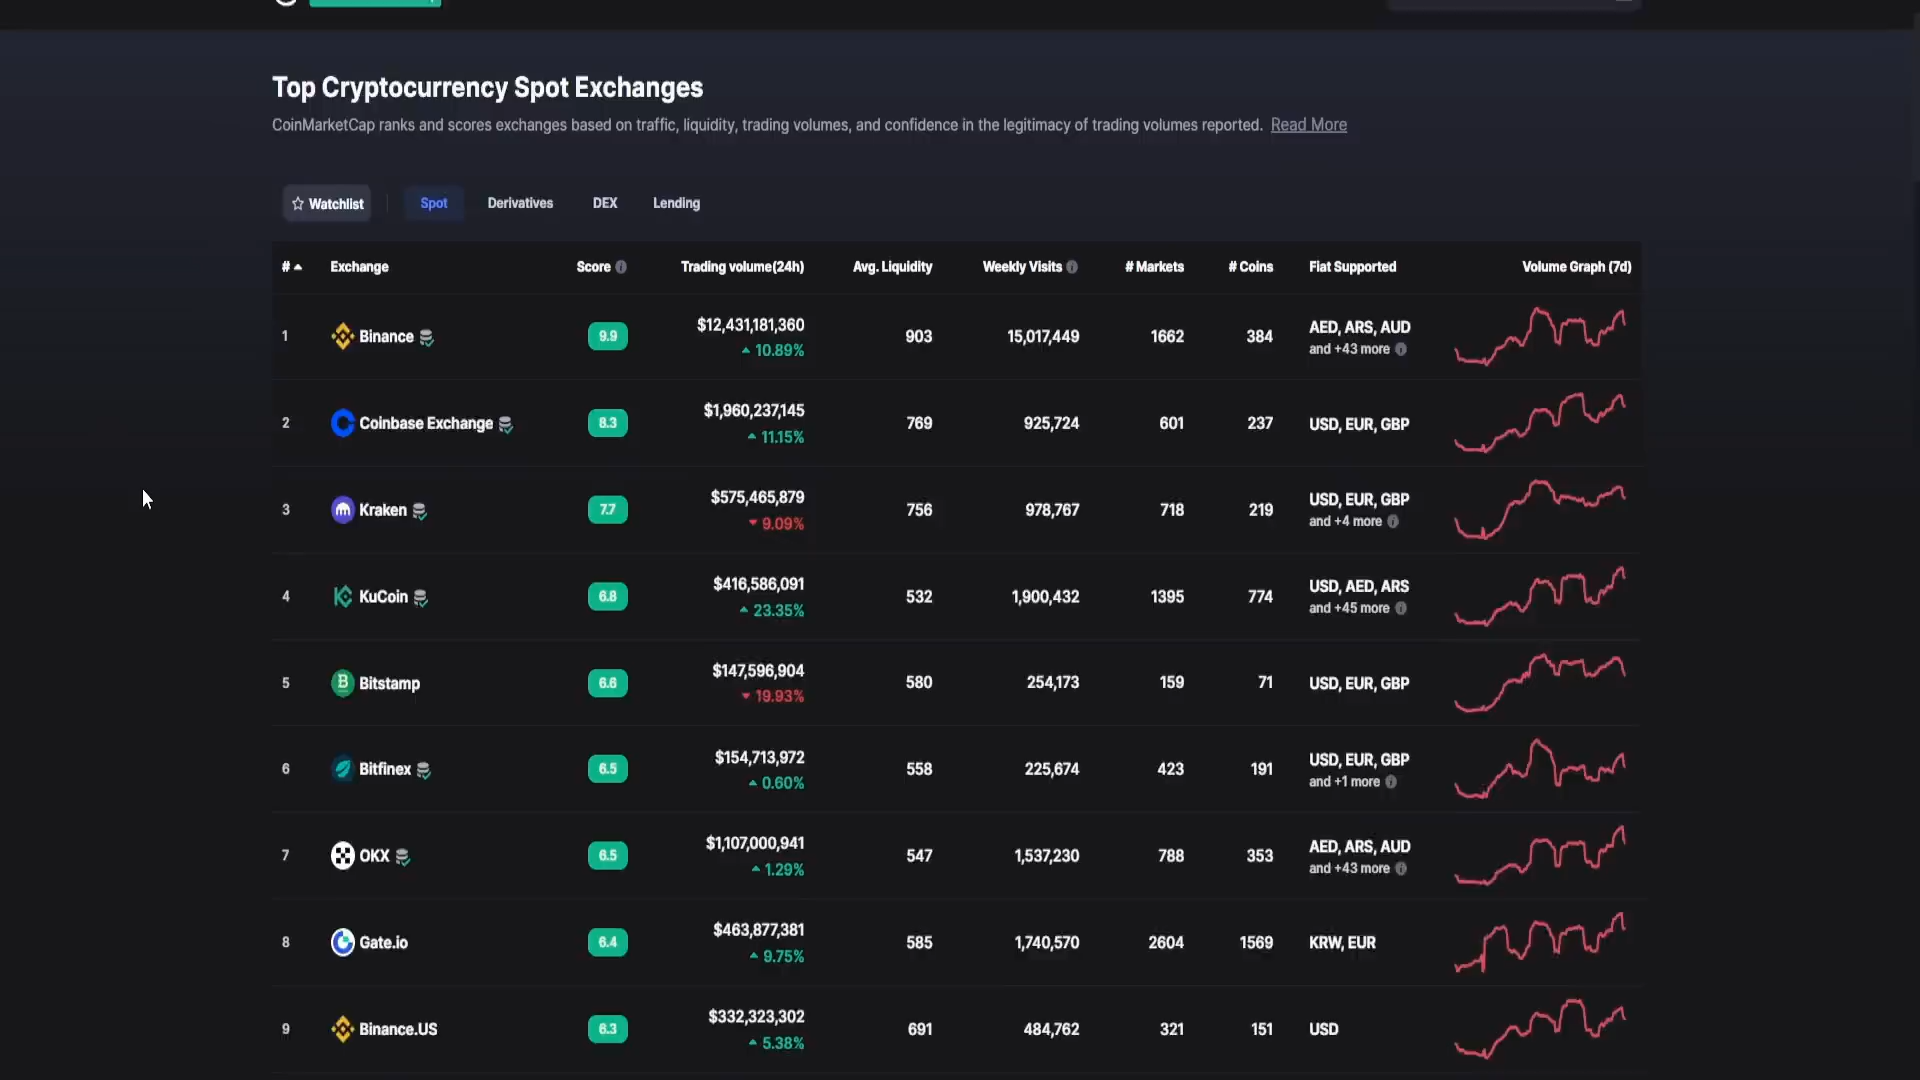 Top Cryptocurrency Spot Exchanges
CoinMarketCap ranks and scores exchanges based on traffic, liquidity, trading volumes, and confidence in the legitimacy of trading volumes reported. Read More
Watchlist Spot Derivatives DEX Lending
# Exchange Score Trading volume(24h) Avg. Liquidity Weekly Visits # Markets # Coins Fiat Supported Volume Graph (7d)
1 Binance 9.9 $12,431,181,360 903 15,017,449 1662 384 AED, ARS, AUD
10.89% and +43 more
2 Coinbase Exchange 8.3 $1,960,237,145 769 925,724 601 237 USD, EUR, GBP
11.15%
3 Kraken 7.7 $575,465,879 756 978,767 718 219 USD, EUR, GBP
9.09% and +4 more
4 KuCoin 6.8 $416,586,091 532 1,900,432 1395 774 USD, AED, ARS
23.35% and +45 more
5 Bitstamp 6.6 $147,596,904 580 254,173 159 71 USD, EUR, GBP
19.93%
6 Bitfinex 6.5 $154,713,972 558 225,674 423 191 USD, EUR, GBP
0.60% and +1 more
7 OKX 6.5 $1,107,000,941 547 1,537,230 788 353 AED, ARS, AUD
1.29% and +43 more
8 Gate.io 6.4 $463,877,381 585 1,740,570 2604 1569 KRW, EUR
9.75%
9 Binance.US 6.3 $332,323,302 691 484,762 321 151 USD
5.38%